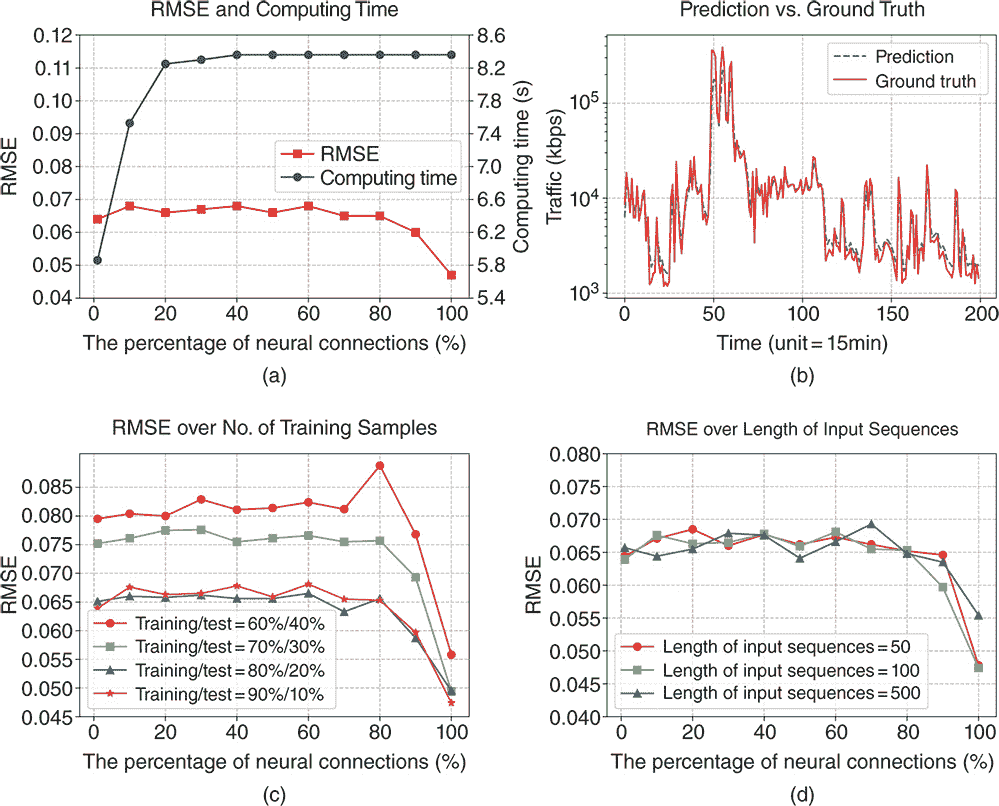 RMSE and Computing Time
0.12
0.11
0.10
0.09
0.08
0.07
0.06
0.05
0.04
RMSE
8.6
8.2
7.8
7.4
7.0
6.6
6.2
5.8
5.4
Computing time (s)
RMSE
Computing time
0 20 40 60 80 100
The percentage of neural connections (%)
(a)
Prediction vs. Ground Truth
Prediction
Ground truth
10⁵
10⁴
10³
Traffic (kbps)
0 50 100 150 200
Time (unit = 15min)
(b)
RMSE over No. of Training Samples
0.085
0.080
0.075
0.070
0.065
0.060
0.055
0.050
0.045
RMSE
Training/test = 60%/40%
Training/test = 70%/30%
Training/test = 80%/20%
Training/test = 90%/10%
0 20 40 60 80 100
The percentage of neural connections (%)
(c)
RMSE over Length of Input Sequences
0.080
0.075
0.070
0.065
0.060
0.055
0.050
0.045
0.040
RMSE
Length of input sequences = 50
Length of input sequences = 100
Length of input sequences = 500
0 20 40 60 80 100
The percentage of neural connections (%)
(d)